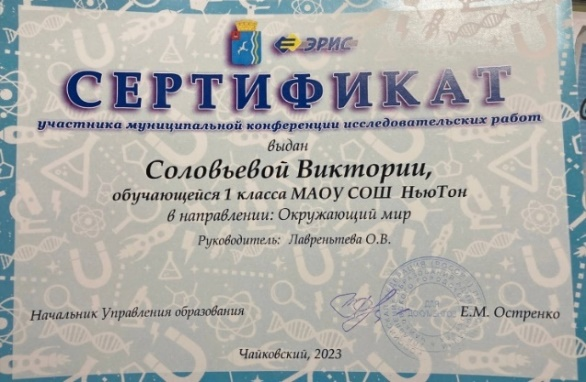 ЭРИС
СЕРТИФИКАТ
участника муниципальной конференции исследовательских работ
выдан
Соловьевой Виктории,
обучающейся 1 класса МАОУ СОШ НьюТон
в направлении: Окружающий мир
Руководитель: Лавреньтева О.В.
Начальник Управления образования
Е.М. Остренко
Чайковский, 2023